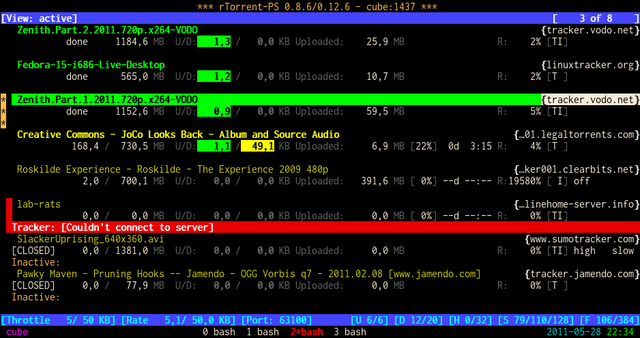 *** rTorrent-PS 0.8.6/0.12.6 - cube:1437 ***
[View: active] [ 3 of 8 ]
Zenith.Part.2.2011.720p.x264-VODO {tracker.vodo.net}
done 1184,6 MB U/D: 1,3 / 0,0 KB Uploaded: 25,9 MB R: 2% [TI]
Fedora-15-i686-Live-Desktop {linuxtracker.org}
done 565,0 MB U/D: 1,2 / 0,0 KB Uploaded: 10,7 MB R: 2% [T ]
* Zenith.Part.1.2011.720p.x264-VODO {tracker.vodo.net}
* done 1152,6 MB U/D: 0,9 / 0,0 KB Uploaded: 59,5 MB R: 5% [TI]
*
Creative Commons - JoCo Looks Back - Album and Source Audio {…01.legaltorrents.com}
168,4 / 730,5 MB U/D: 1,1 / 49,1 KB Uploaded: 6,9 MB [22%] 0d 3:15 R: 4% [T ]
Roskilde Experience - Roskilde - The Experience 2009 480p {…ker001.clearbits.net}
2,0 / 700,1 MB U/D: 0,0 / 0,0 KB Uploaded: 391,6 MB [ 0%] --d --:-- R:19580% [ I] off
lab-rats {…linehome-server.info}
0,0 / 0,0 MB U/D: 0,0 / 0,0 KB Uploaded: 0,0 MB [ 0%] --d --:-- R: 0% [TI]
Tracker: [Couldn't connect to server]
SlackerUprising_640x360.avi {www.sumotracker.com}
[CLOSED] 0,0 / 1381,0 MB U/D: 0,0 / 0,0 KB Uploaded: 0,0 MB [ 0%] --d --:-- R: 0% [TI] high slow
Inactive:
Pawky Maven - Pruning Hooks -- Jamendo - OGG Vorbis q7 - 2011.02.08 [www.jamendo.com] {tracker.jamendo.com}
[CLOSED] 0,0 / 77,9 MB U/D: 0,0 / 0,0 KB Uploaded: 0,0 MB [ 0%] --d --:-- R: 0% [T ]
Inactive:
[Throttle 5/ 50 KB] [Rate 5,1/ 50,0 KB] [Port: 63100] [U 6/6] [D 12/20] [H 0/32] [S 79/110/128] [F 106/384]
cube 0 bash 1 bash 2*bash 3 bash 2011-05-28 22:34